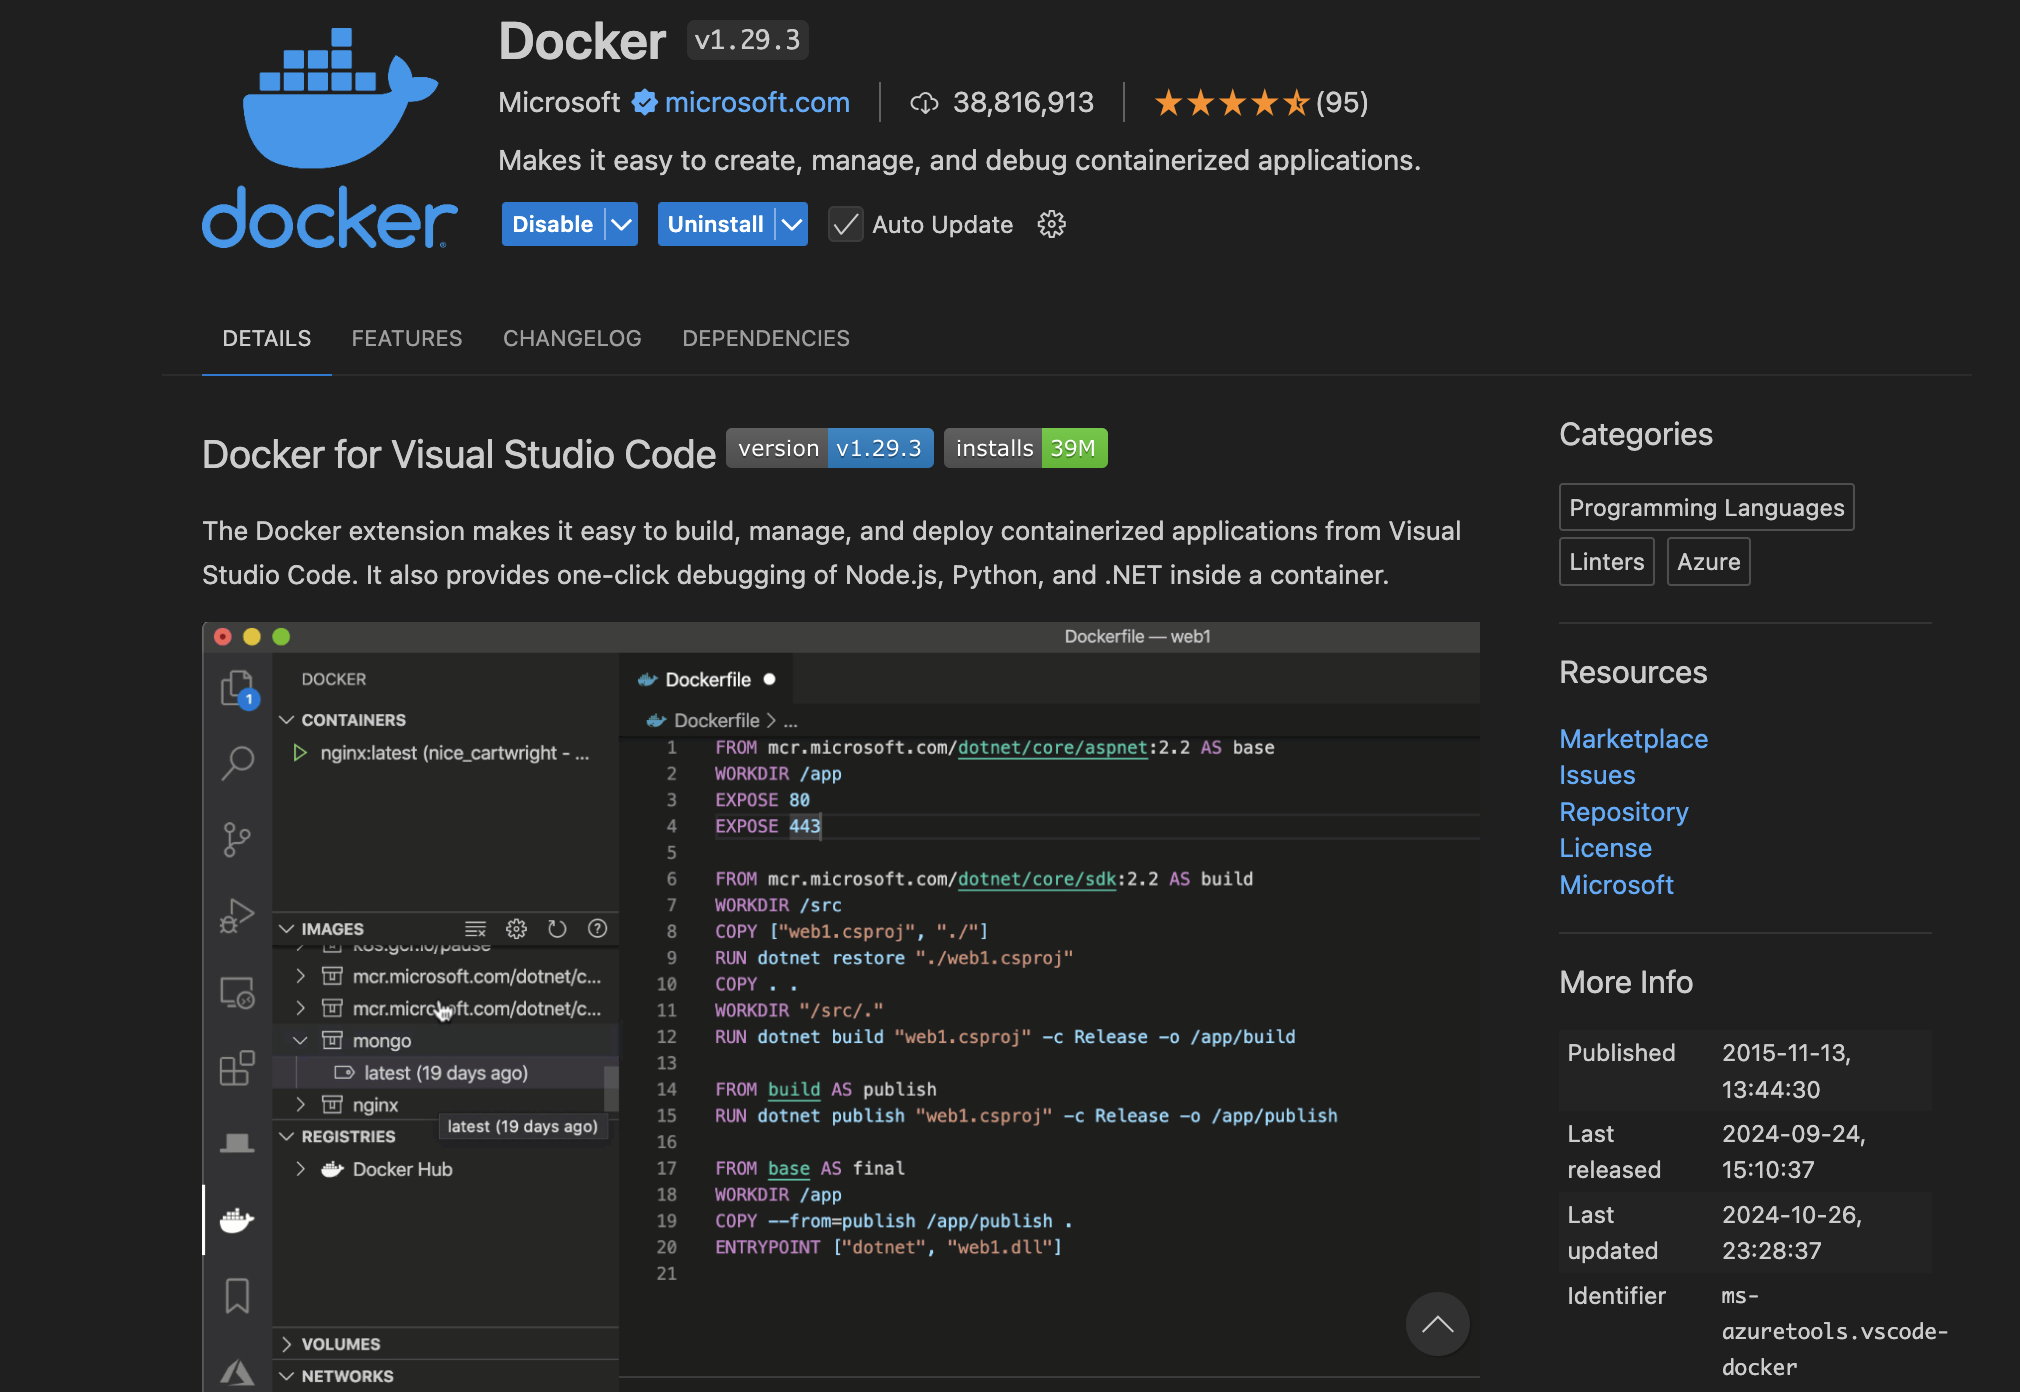 docker
Docker v1.29.3
Microsoft microsoft.com 38,816,913 (95)
Makes it easy to create, manage, and debug containerized applications.
Disable Uninstall Auto Update
DETAILS FEATURES CHANGELOG DEPENDENCIES
Docker for Visual Studio Code version v1.29.3 installs 39M
The Docker extension makes it easy to build, manage, and deploy containerized applications from Visual
Studio Code. It also provides one-click debugging of Node.js, Python, and .NET inside a container.
Dockerfile — web1
1
DOCKER
CONTAINERS
nginx:latest (nice_cartwright - ...
IMAGES
k8s.gcr.io/pause
mcr.microsoft.com/dotnet/c...
mcr.microsoft.com/dotnet/c...
mongo
latest (19 days ago)
nginx
latest (19 days ago)
REGISTRIES
Docker Hub
VOLUMES
NETWORKS
Dockerfile
Dockerfile > ...
1 FROM mcr.microsoft.com/dotnet/core/aspnet:2.2 AS base
2 WORKDIR /app
3 EXPOSE 80
4 EXPOSE 443
5
6 FROM mcr.microsoft.com/dotnet/core/sdk:2.2 AS build
7 WORKDIR /src
8 COPY ["web1.csproj", "./"]
9 RUN dotnet restore "./web1.csproj"
10 COPY . .
11 WORKDIR "/src/."
12 RUN dotnet build "web1.csproj" -c Release -o /app/build
13
14 FROM build AS publish
15 RUN dotnet publish "web1.csproj" -c Release -o /app/publish
16
17 FROM base AS final
18 WORKDIR /app
19 COPY --from=publish /app/publish .
20 ENTRYPOINT ["dotnet", "web1.dll"]
21
Categories
Programming Languages
Linters Azure
Resources
Marketplace
Issues
Repository
License
Microsoft
More Info
Published 2015-11-13,
13:44:30
Last 2024-09-24,
released 15:10:37
Last 2024-10-26,
updated 23:28:37
Identifier ms-
azuretools.vscode-
docker